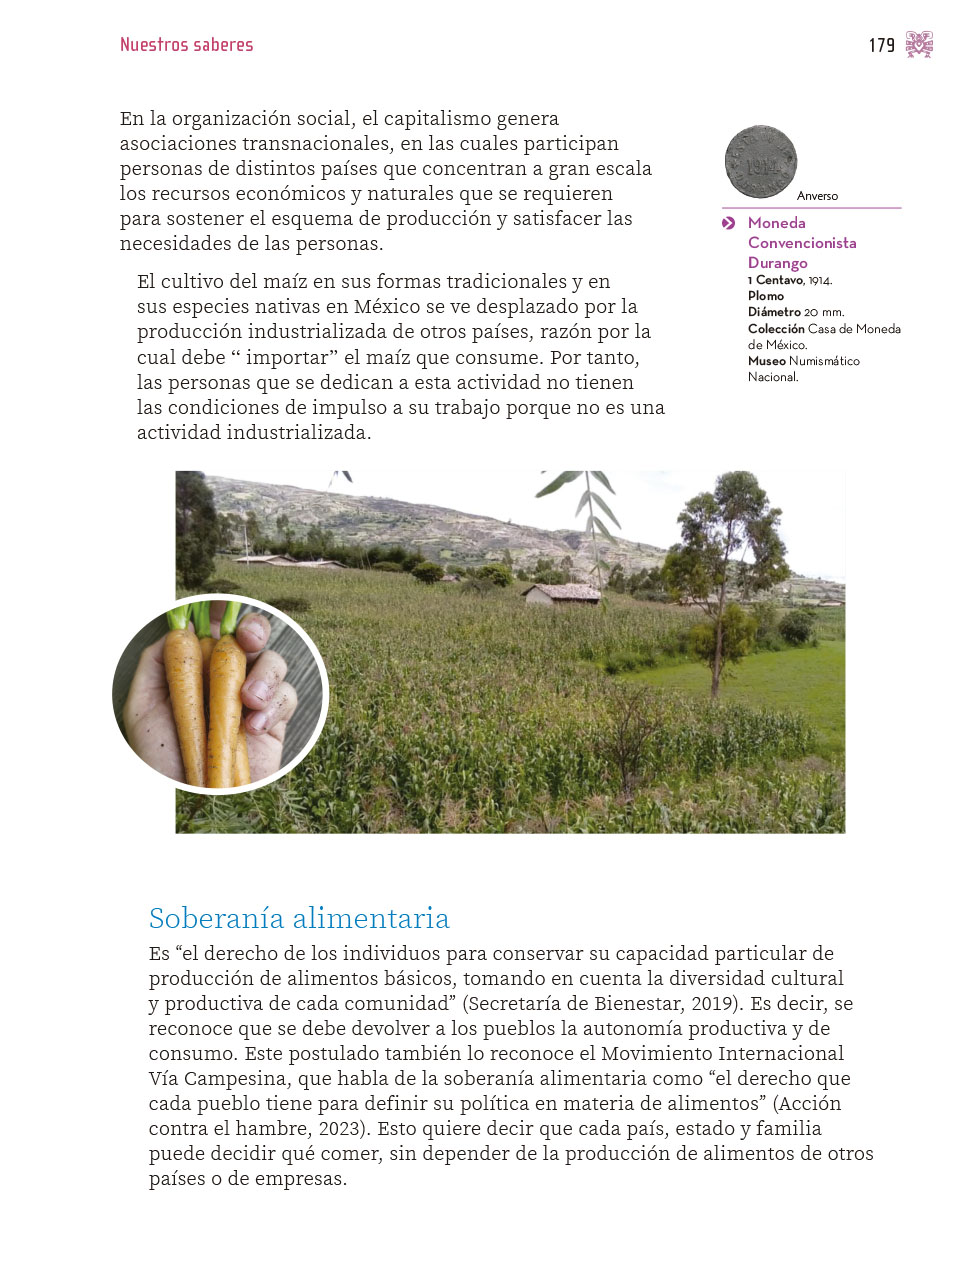 Nuestros saberes
179
En la organización social, el capitalismo genera
asociaciones transnacionales, en las cuales participan
personas de distintos países que concentran a gran escala
los recursos económicos y naturales que se requieren
para sostener el esquema de producción y satisfacer las
necesidades de las personas.
El cultivo del maíz en sus formas tradicionales y en
sus especies nativas en México se ve desplazado por la
producción industrializada de otros países, razón por la
cual debe “ importar” el maíz que consume. Por tanto,
las personas que se dedican a esta actividad no tienen
las condiciones de impulso a su trabajo porque no es una
actividad industrializada.
1914
Anverso
Moneda
Convencionista
Durango
1 Centavo, 1914.
Plomo
Diámetro 20 mm.
Colección Casa de Moneda
de México.
Museo Numismático
Nacional.
Soberanía alimentaria
Es “el derecho de los individuos para conservar su capacidad particular de
producción de alimentos básicos, tomando en cuenta la diversidad cultural
y productiva de cada comunidad” (Secretaría de Bienestar, 2019). Es decir, se
reconoce que se debe devolver a los pueblos la autonomía productiva y de
consumo. Este postulado también lo reconoce el Movimiento Internacional
Vía Campesina, que habla de la soberanía alimentaria como “el derecho que
cada pueblo tiene para definir su política en materia de alimentos” (Acción
contra el hambre, 2023). Esto quiere decir que cada país, estado y familia
puede decidir qué comer, sin depender de la producción de alimentos de otros
países o de empresas.